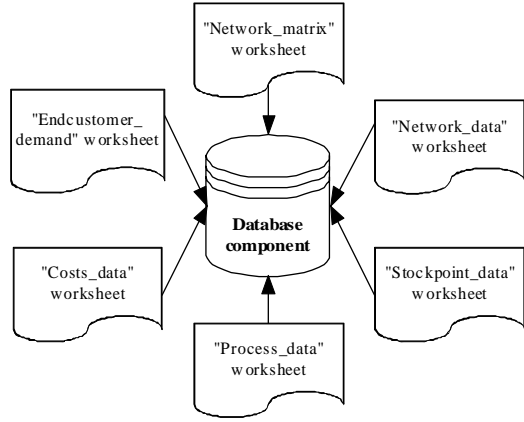 "Network_matrix"
worksheet
"Endcustomer_
demand" worksheet
"Network_data"
worksheet
Database
component
"Costs_data"
worksheet
"Stockpoint_data"
worksheet
"Process_data"
worksheet